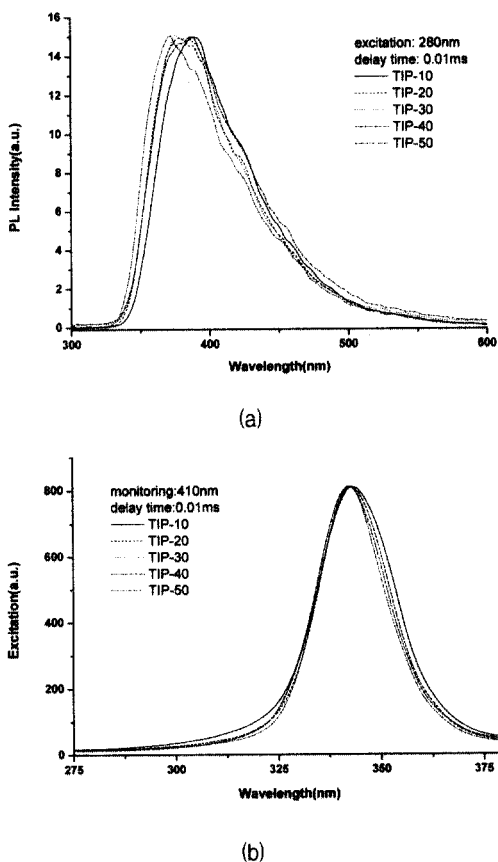 16
14
12
10
8
6
4
2
0
PL Intensity(a.u.)
excitation: 280nm
delay time: 0.01ms
TIP-10
TIP-20
TIP-30
TIP-40
TIP-50
300
400
500
600
Wavelength(nm)
(a)
800
600
400
200
0
Excitation(a.u.)
monitoring:410nm
delay time:0.01ms
TIP-10
TIP-20
TIP-30
TIP-40
TIP-50
275
300
325
350
375
Wavelength(nm)
(b)